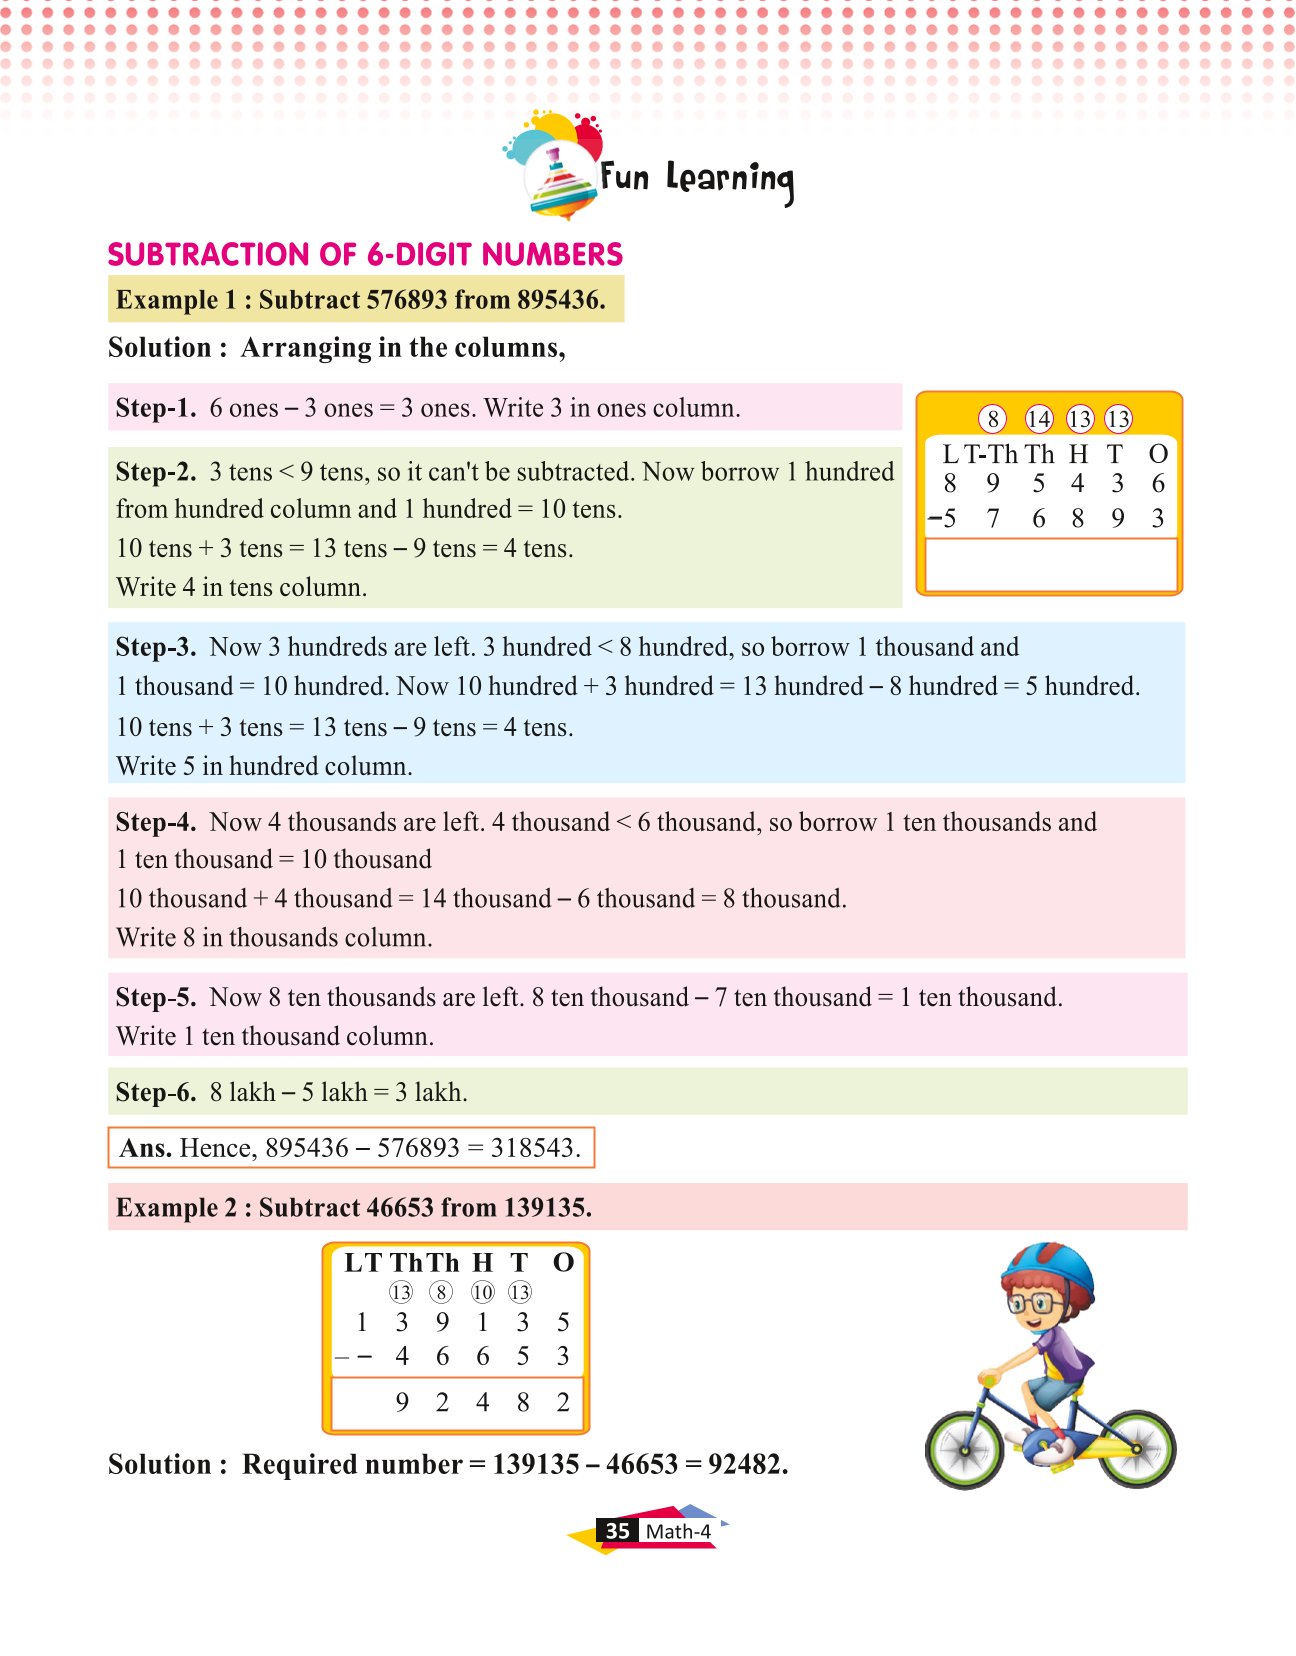 Fun Learning
SUBTRACTION OF 6-DIGIT NUMBERS
Example 1 : Subtract 576893 from 895436.
Solution : Arranging in the columns,
Step-1. 6 ones – 3 ones = 3 ones. Write 3 in ones column.
Step-2. 3 tens < 9 tens, so it can't be subtracted. Now borrow 1 hundred
from hundred column and 1 hundred = 10 tens.
10 tens + 3 tens = 13 tens – 9 tens = 4 tens.
Write 4 in tens column.
8 14 13 13
L T-Th Th H T O
8 9 5 4 3 6
–5 7 6 8 9 3
Step-3. Now 3 hundreds are left. 3 hundred < 8 hundred, so borrow 1 thousand and
1 thousand = 10 hundred. Now 10 hundred + 3 hundred = 13 hundred – 8 hundred = 5 hundred.
10 tens + 3 tens = 13 tens – 9 tens = 4 tens.
Write 5 in hundred column.
Step-4. Now 4 thousands are left. 4 thousand < 6 thousand, so borrow 1 ten thousands and
1 ten thousand = 10 thousand
10 thousand + 4 thousand = 14 thousand – 6 thousand = 8 thousand.
Write 8 in thousands column.
Step-5. Now 8 ten thousands are left. 8 ten thousand – 7 ten thousand = 1 ten thousand.
Write 1 ten thousand column.
Step-6. 8 lakh – 5 lakh = 3 lakh.
Ans. Hence, 895436 – 576893 = 318543.
Example 2 : Subtract 46653 from 139135.
L T Th Th H T O
13 8 10 13
1 3 9 1 3 5
– – 4 6 6 5 3
9 2 4 8 2
Solution : Required number = 139135 – 46653 = 92482.
35 Math-4